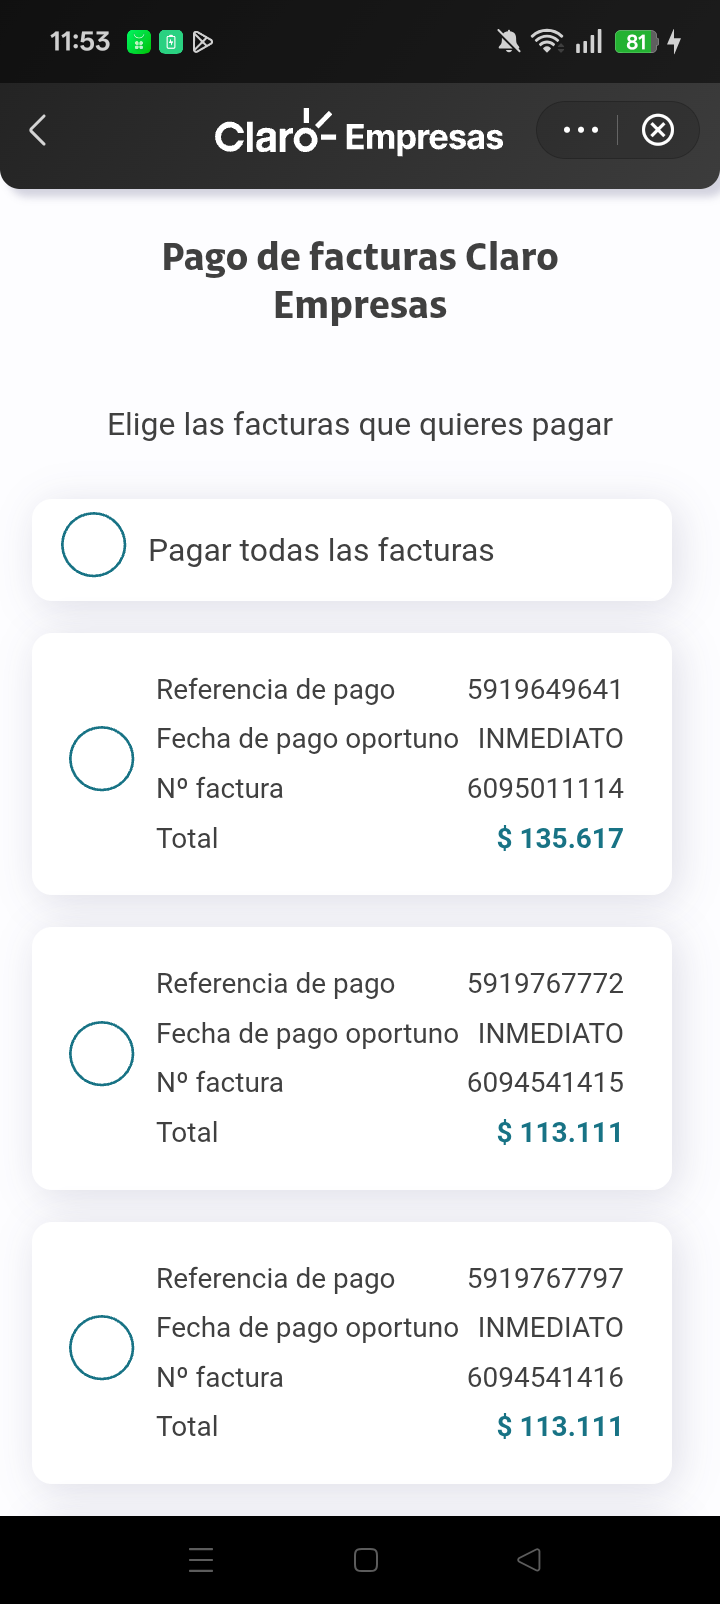 11:53
81
Claro Empresas
Pago de facturas Claro
Empresas
Elige las facturas que quieres pagar
Pagar todas las facturas
Referencia de pago 5919649641
Fecha de pago oportuno INMEDIATO
Nº factura 6095011114
Total $ 135.617
Referencia de pago 5919767772
Fecha de pago oportuno INMEDIATO
Nº factura 6094541415
Total $ 113.111
Referencia de pago 5919767797
Fecha de pago oportuno INMEDIATO
Nº factura 6094541416
Total $ 113.111